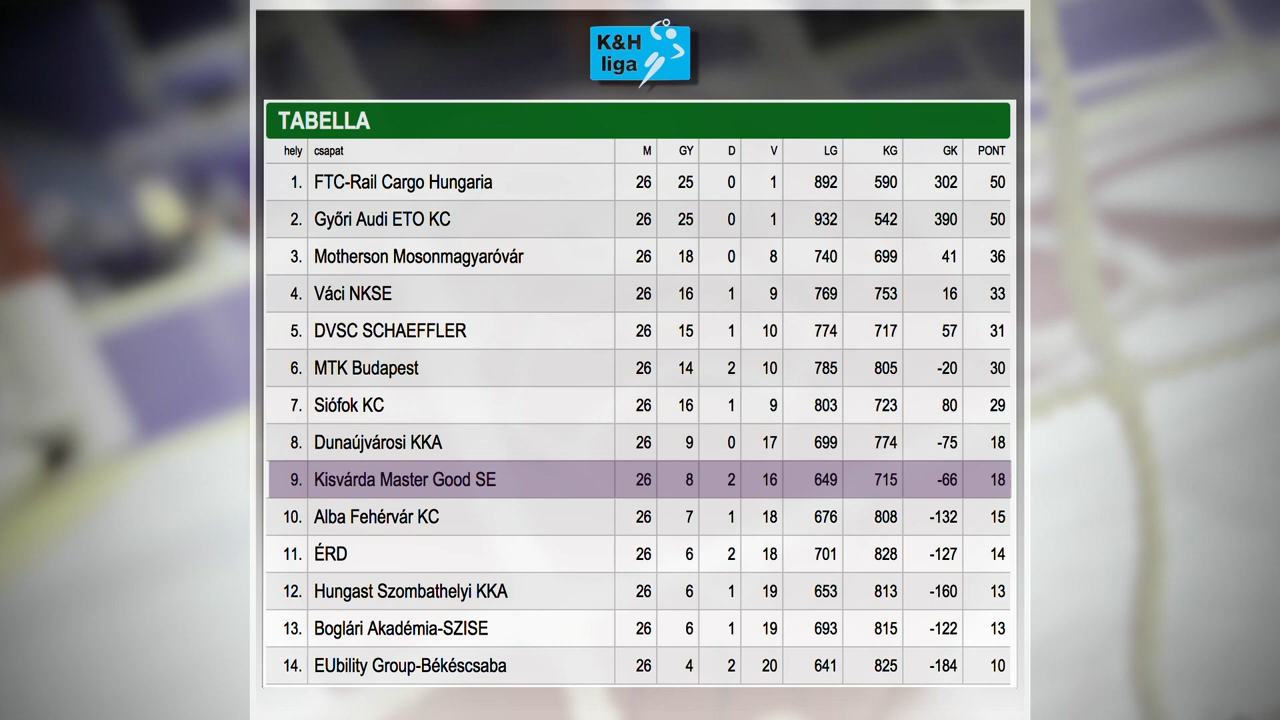 K&H
liga
TABELLA
hely csapat M GY D V LG KG GK PONT
1. FTC-Rail Cargo Hungaria 26 25 0 1 892 590 302 50
2. Győri Audi ETO KC 26 25 0 1 932 542 390 50
3. Motherson Mosonmagyaróvár 26 18 0 8 740 699 41 36
4. Váci NKSE 26 16 1 9 769 753 16 33
5. DVSC SCHAEFFLER 26 15 1 10 774 717 57 31
6. MTK Budapest 26 14 2 10 785 805 -20 30
7. Siófok KC 26 16 1 9 803 723 80 29
8. Dunaújvárosi KKA 26 9 0 17 699 774 -75 18
9. Kisvárda Master Good SE 26 8 2 16 649 715 -66 18
10. Alba Fehérvár KC 26 7 1 18 676 808 -132 15
11. ÉRD 26 6 2 18 701 828 -127 14
12. Hungast Szombathelyi KKA 26 6 1 19 653 813 -160 13
13. Boglári Akadémia-SZISE 26 6 1 19 693 815 -122 13
14. EUbility Group-Békéscsaba 26 4 2 20 641 825 -184 10